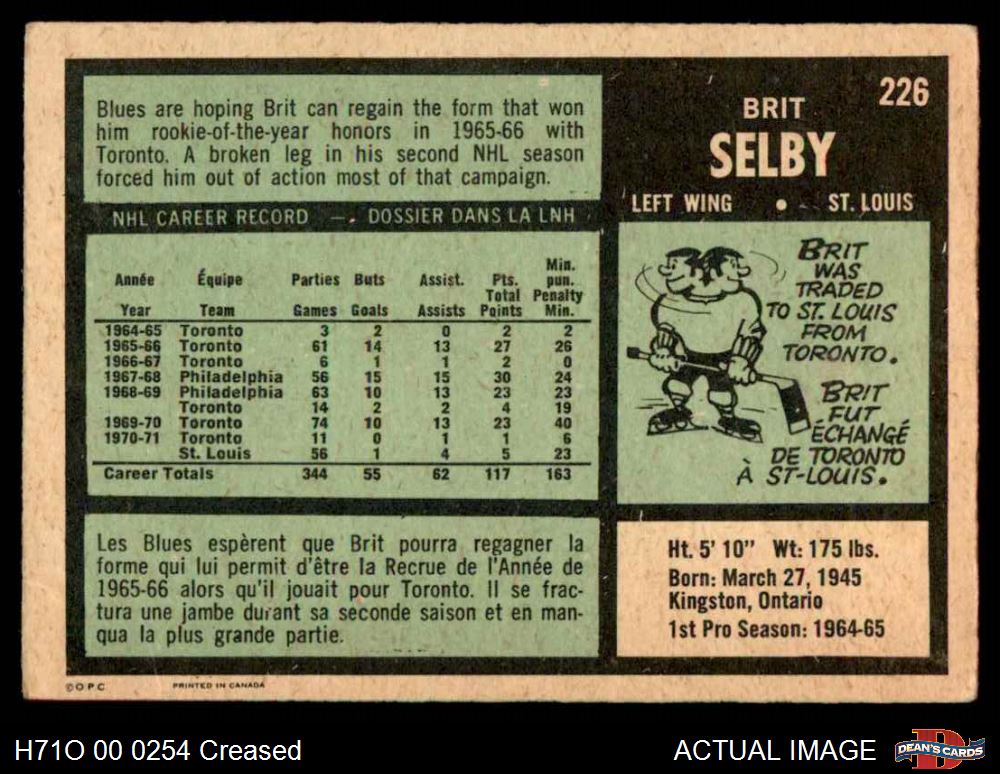 Blues are hoping Brit can regain the form that won
him rookie-of-the-year honors in 1965-66 with
Toronto. A broken leg in his second NHL season
forced him out of action most of that campaign.
NHL CAREER RECORD — . DOSSIER DANS LA LNH
Année Équipe Parties Buts Assist. Pts. Min. pun.
Year Team Games Goals Assists Total Points Penalty Min.
1964-65 Toronto 3 2 0 2 2
1965-66 Toronto 61 14 13 27 26
1966-67 Toronto 6 1 1 2 0
1967-68 Philadelphia 56 15 15 30 24
1968-69 Philadelphia 63 10 13 23 23
Toronto 14 2 2 4 19
1969-70 Toronto 74 10 13 23 40
1970-71 Toronto 11 0 1 1 6
St. Louis 56 1 4 5 23
Career Totals 344 55 62 117 163
Les Blues espèrent que Brit pourra regagner la
forme qui lui permit d'être la Recrue de l'Année de
1965-66 alors qu'il jouait pour Toronto. Il se frac-
tura une jambe durant sa seconde saison et en man-
qua la plus grande partie.
226
BRIT
SELBY
LEFT WING • ST. LOUIS
BRIT
WAS
TRADED
TO ST. LOUIS
FROM
TORONTO.
BRIT
FUT
ÉCHANGÉ
DE TORONTO
À ST-LOUIS.
Ht. 5' 10" Wt: 175 lbs.
Born: March 27, 1945
Kingston, Ontario
1st Pro Season: 1964-65
© O P C PRINTED IN CANADA
H71O 00 0254 Creased
ACTUAL IMAGE
D
DEAN'S CARDS